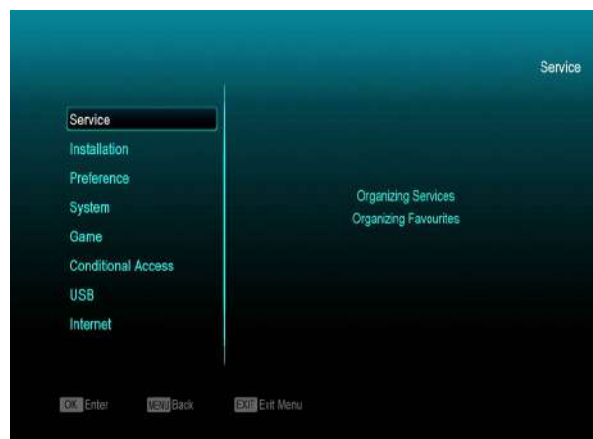 Service
Service
Installation
Preference
System
Game
Conditional Access
USB
Internet
Organizing Services
Organizing Favourites
OK Enter MENU Back EXIT Exit Menu